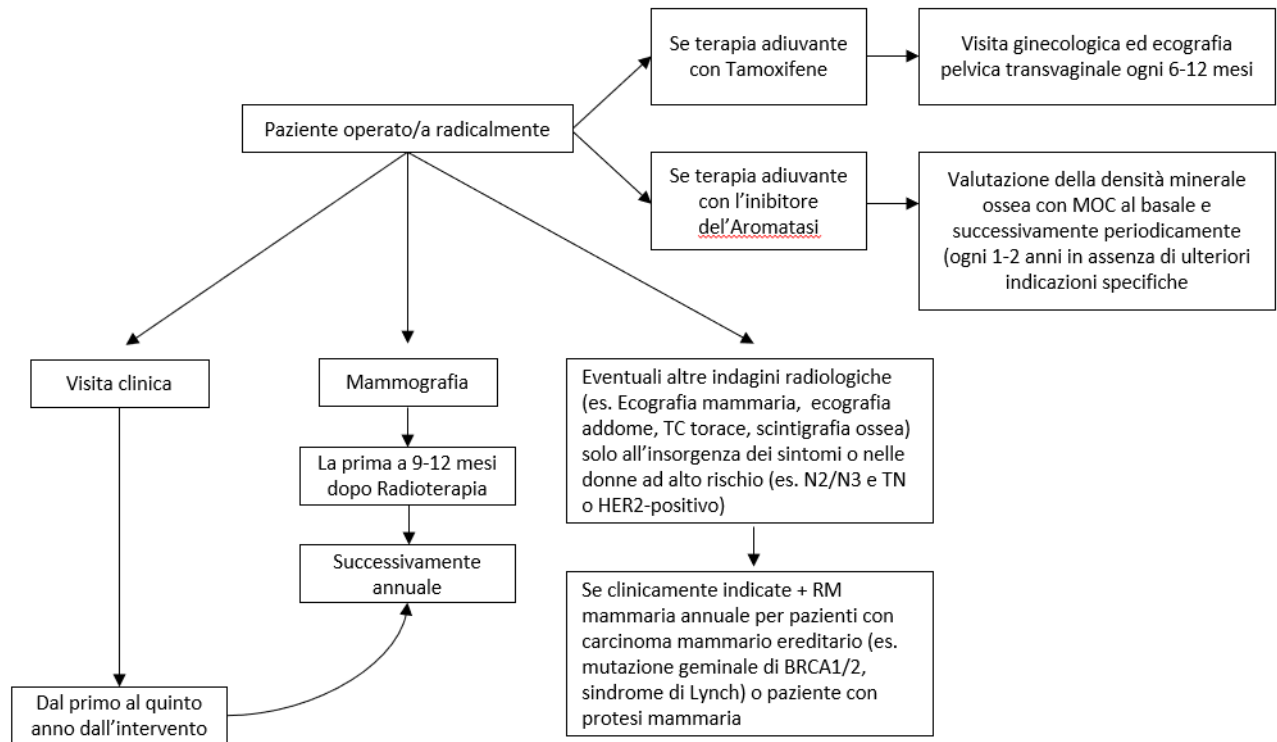 Se terapia adiuvante
con Tamoxifene
Visita ginecologica ed ecografia
pelvica transvaginale ogni 6-12 mesi
Paziente operato/a radicalmente
Se terapia adiuvante
con l'inibitore
del'Aromatasi
Valutazione della densità minerale
ossea con MOC al basale e
successivamente periodicamente
(ogni 1-2 anni in assenza di ulteriori
indicazioni specifiche
Visita clinica
Mammografia
Eventuali altre indagini radiologiche
(es. Ecografia mammaria, ecografia
addome, TC torace, scintigrafia ossea)
solo all'insorgenza dei sintomi o nelle
donne ad alto rischio (es. N2/N3 e TN
o HER2-positivo)
La prima a 9-12 mesi
dopo Radioterapia
Successivamente
annuale
Se clinicamente indicate + RM
mammaria annuale per pazienti con
carcinoma mammario ereditario (es.
mutazione geminale di BRCA1/2,
sindrome di Lynch) o paziente con
protesi mammaria
Dal primo al quinto
anno dall'intervento